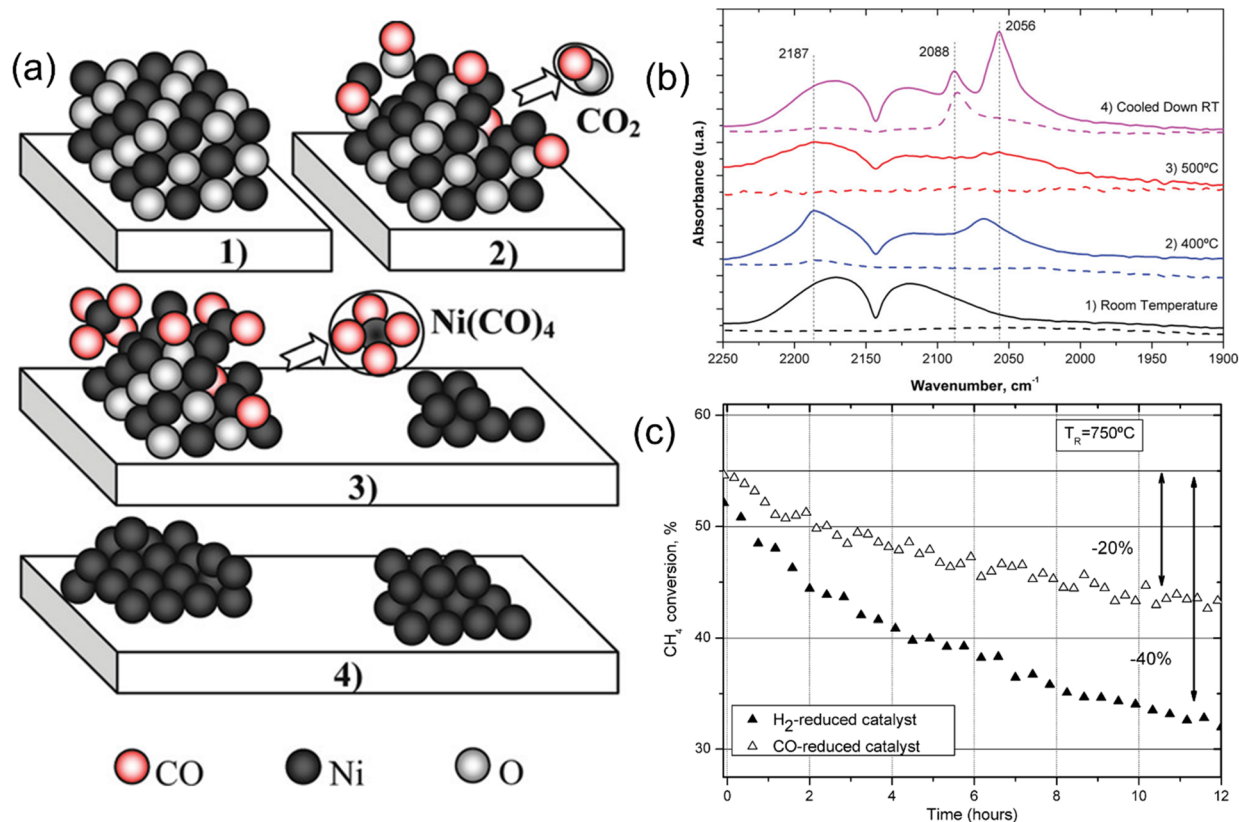 (a)
1)
2)
CO2
Ni(CO)4
3)
4)
CO
Ni
O
(b)
2187
2088
2056
4) Cooled Down RT
3) 500ºC
2) 400ºC
1) Room Temperature
Absorbance (u.a.)
2250 2200 2150 2100 2050 2000 1950 1900
Wavenumber, cm-1
(c)
TR=750ºC
60
50
40
30
-20%
-40%
CH4 conversion, %
H2-reduced catalyst
CO-reduced catalyst
0 2 4 6 8 10 12
Time (hours)